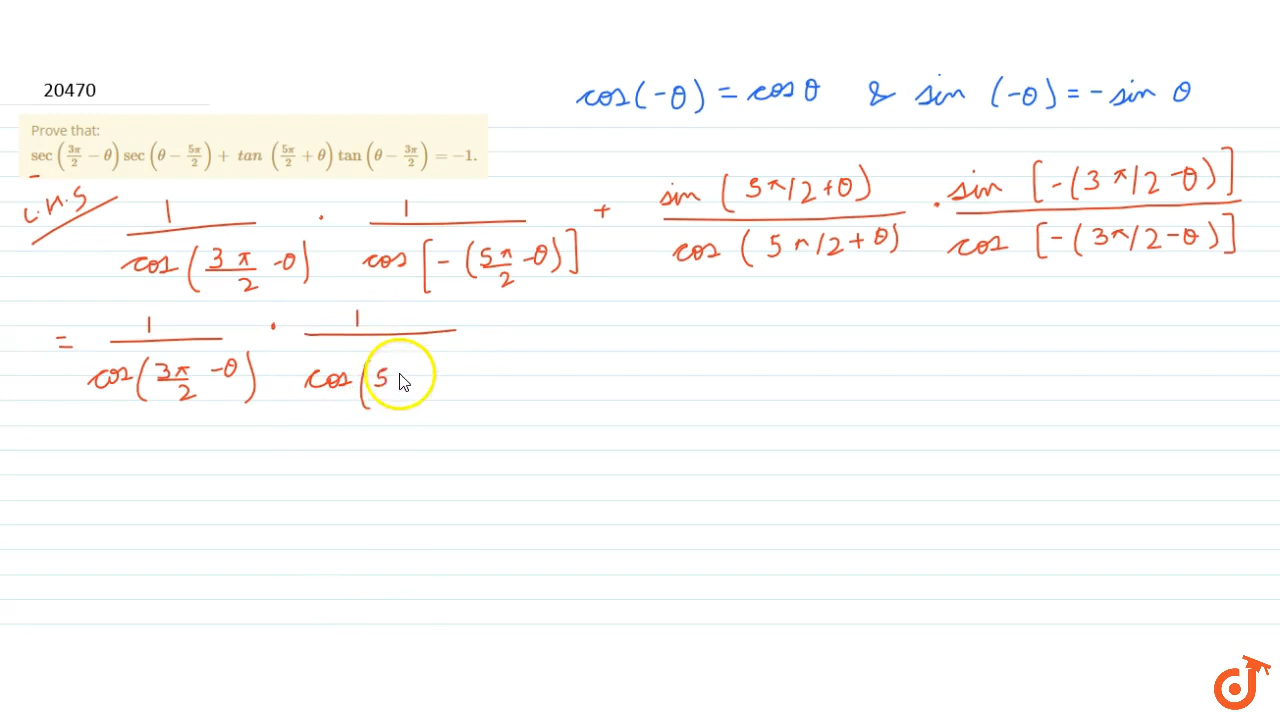 20470
cos(-θ) = cos θ & sin (-θ) = - sin θ
Prove that:
sec(3π/2 − θ) sec(θ − 5π/2) + tan (5π/2 + θ) tan(θ − 3π/2) = −1.
L.H.S
1/cos(3π/2 - θ) · 1/cos[-(5π/2 - θ)] + sin(5π/2+θ)/cos(5π/2+θ) · sin[-(3π/2-θ)]/cos[-(3π/2-θ)]
= 1/cos(3π/2 - θ) · 1/cos(5